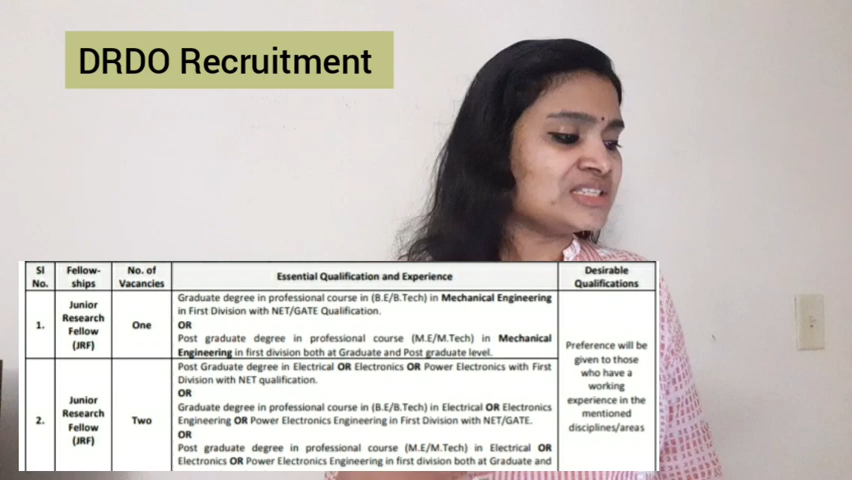 DRDO Recruitment
Sl No. | Fellow-ships | No. of Vacancies | Essential Qualification and Experience | Desirable Qualifications
1.
Junior
Research
Fellow
(JRF)
One
Graduate degree in professional course in (B.E/B.Tech) in Mechanical Engineering
in First Division with NET/GATE Qualification.
OR
Post graduate degree in professional course (M.E/M.Tech) in Mechanical
Engineering in first division both at Graduate and Post graduate level.
2.
Junior
Research
Fellow
(JRF)
Two
Post Graduate degree in Electrical OR Electronics OR Power Electronics with First
Division with NET qualification.
OR
Graduate degree in professional course in (B.E/B.Tech) in Electrical OR Electronics
Engineering OR Power Electronics Engineering in First Division with NET/GATE.
OR
Post graduate degree in professional course (M.E/M.Tech) in Electrical OR
Electronics OR Power Electronics Engineering in first division both at Graduate and
Preference will be
given to those
who have a
working
experience in the
mentioned
disciplines/areas